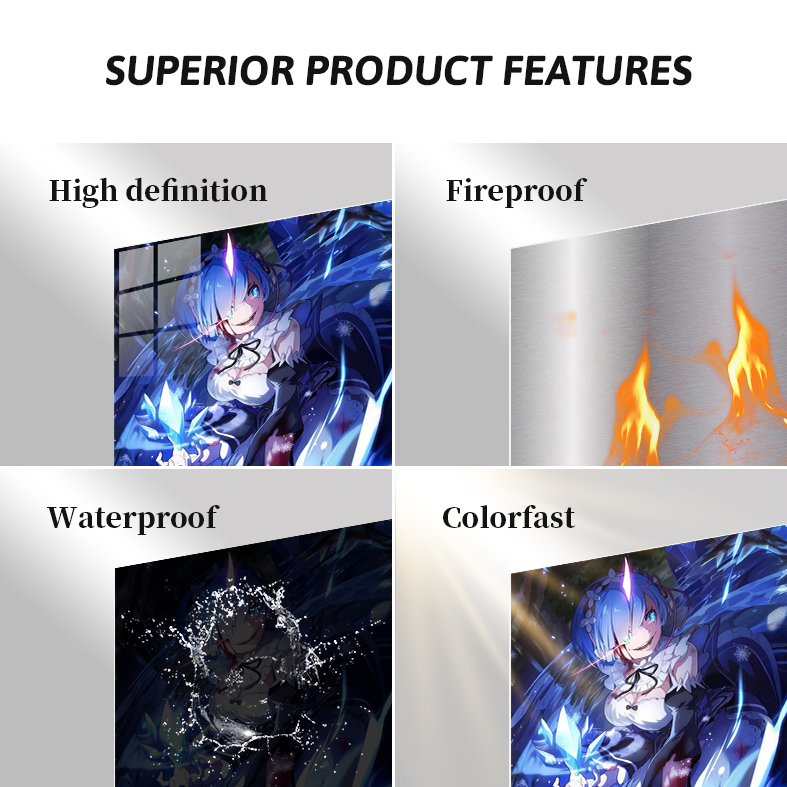 SUPERIOR PRODUCT FEATURES
High definition
Fireproof
Waterproof
Colorfast